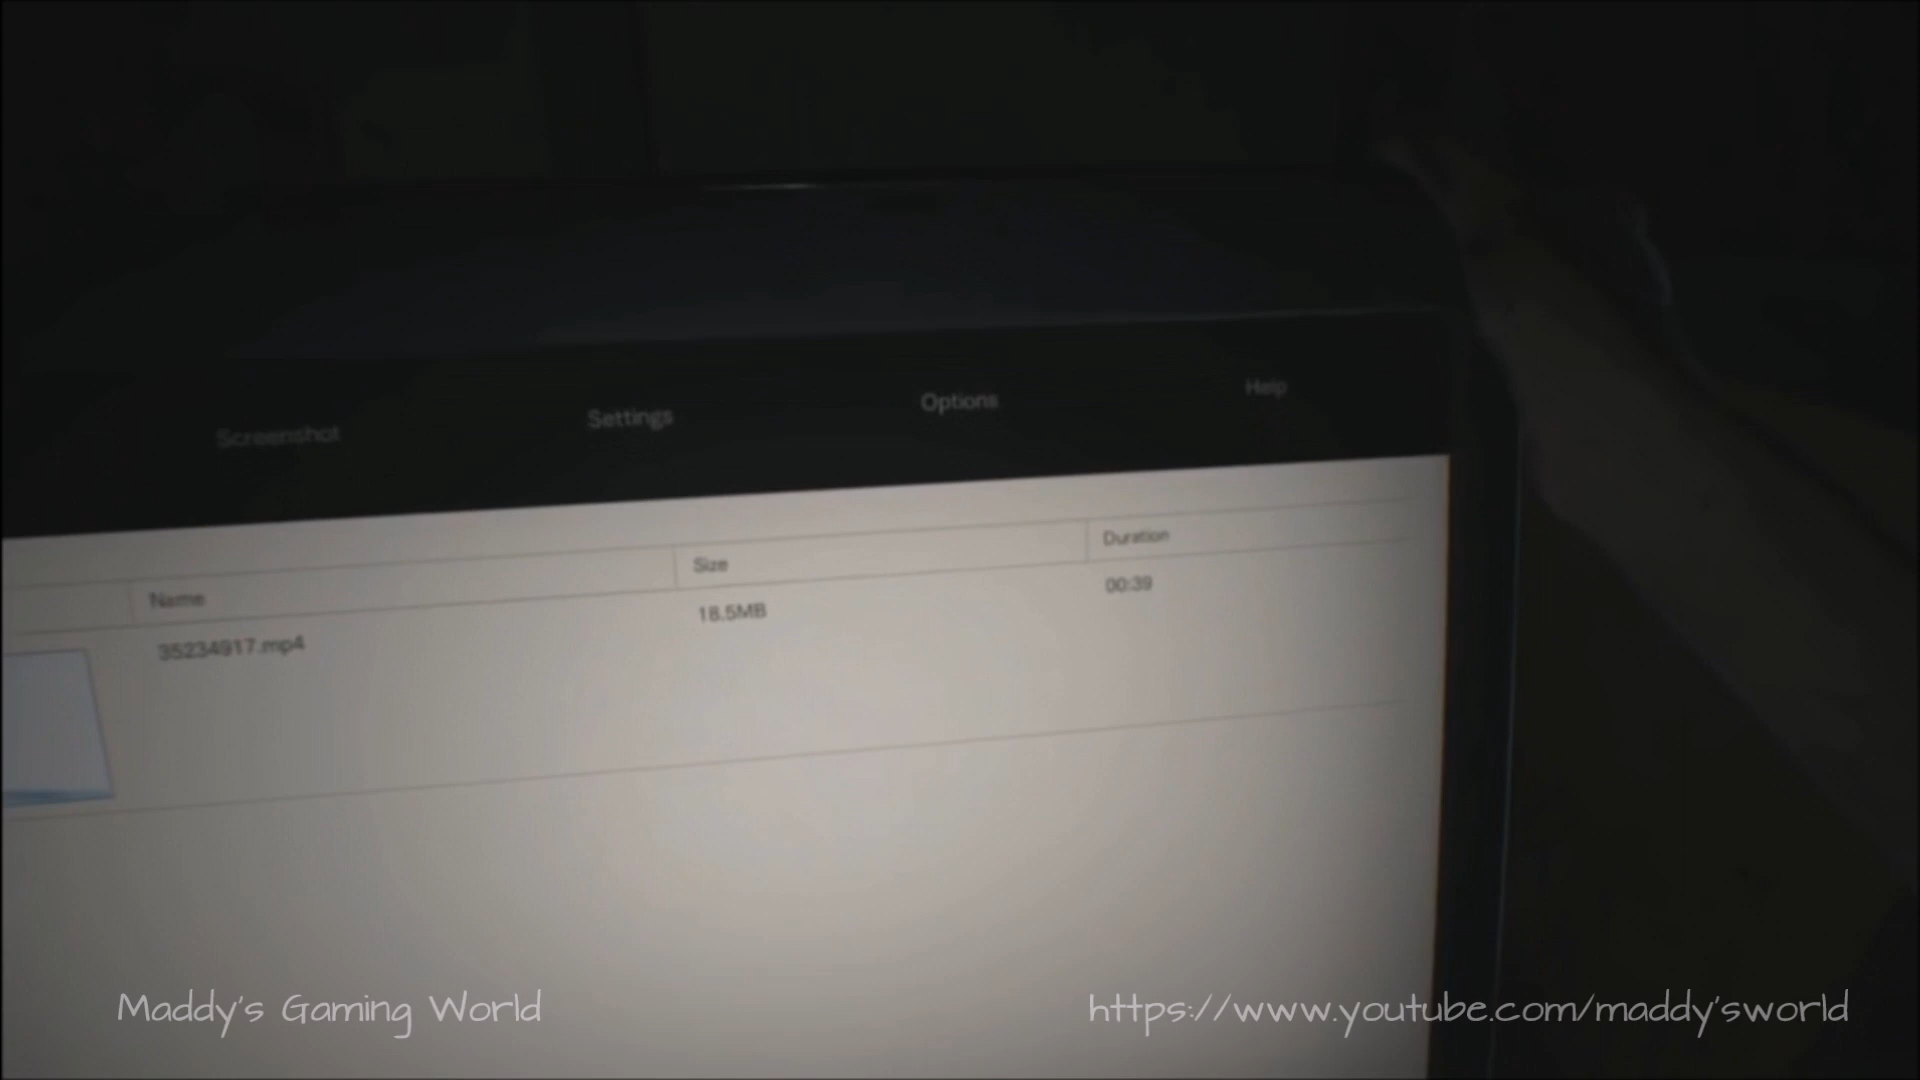 Screenshot Settings Options Help
Name Size Duration
35234917.mp4 18.5MB 00:39
Maddy's Gaming World https://www.youtube.com/maddy'sworld